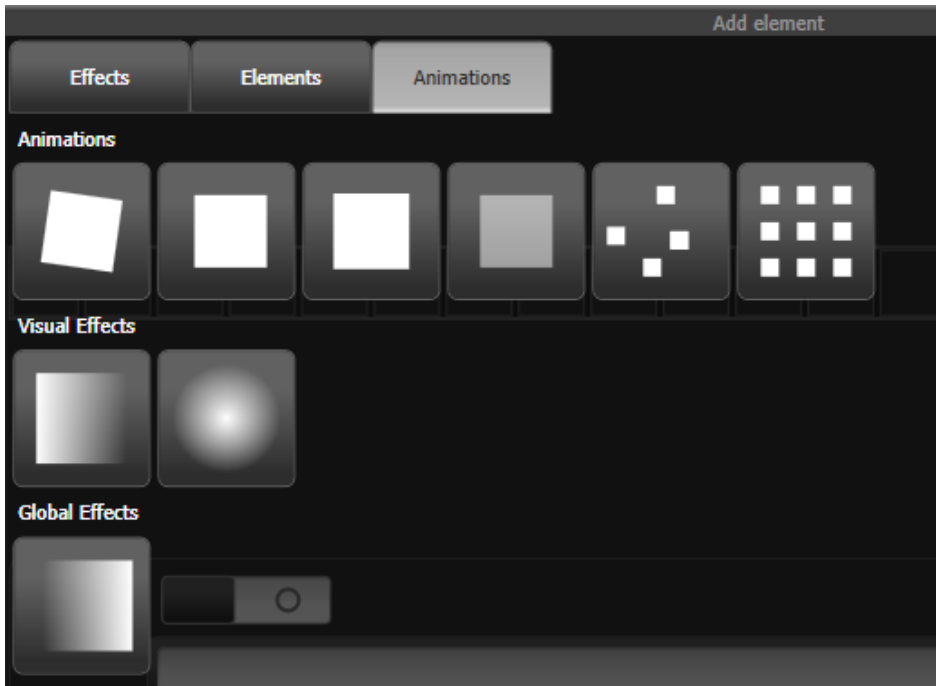 Add element
Effects
Elements
Animations
Animations
Visual Effects
Global Effects